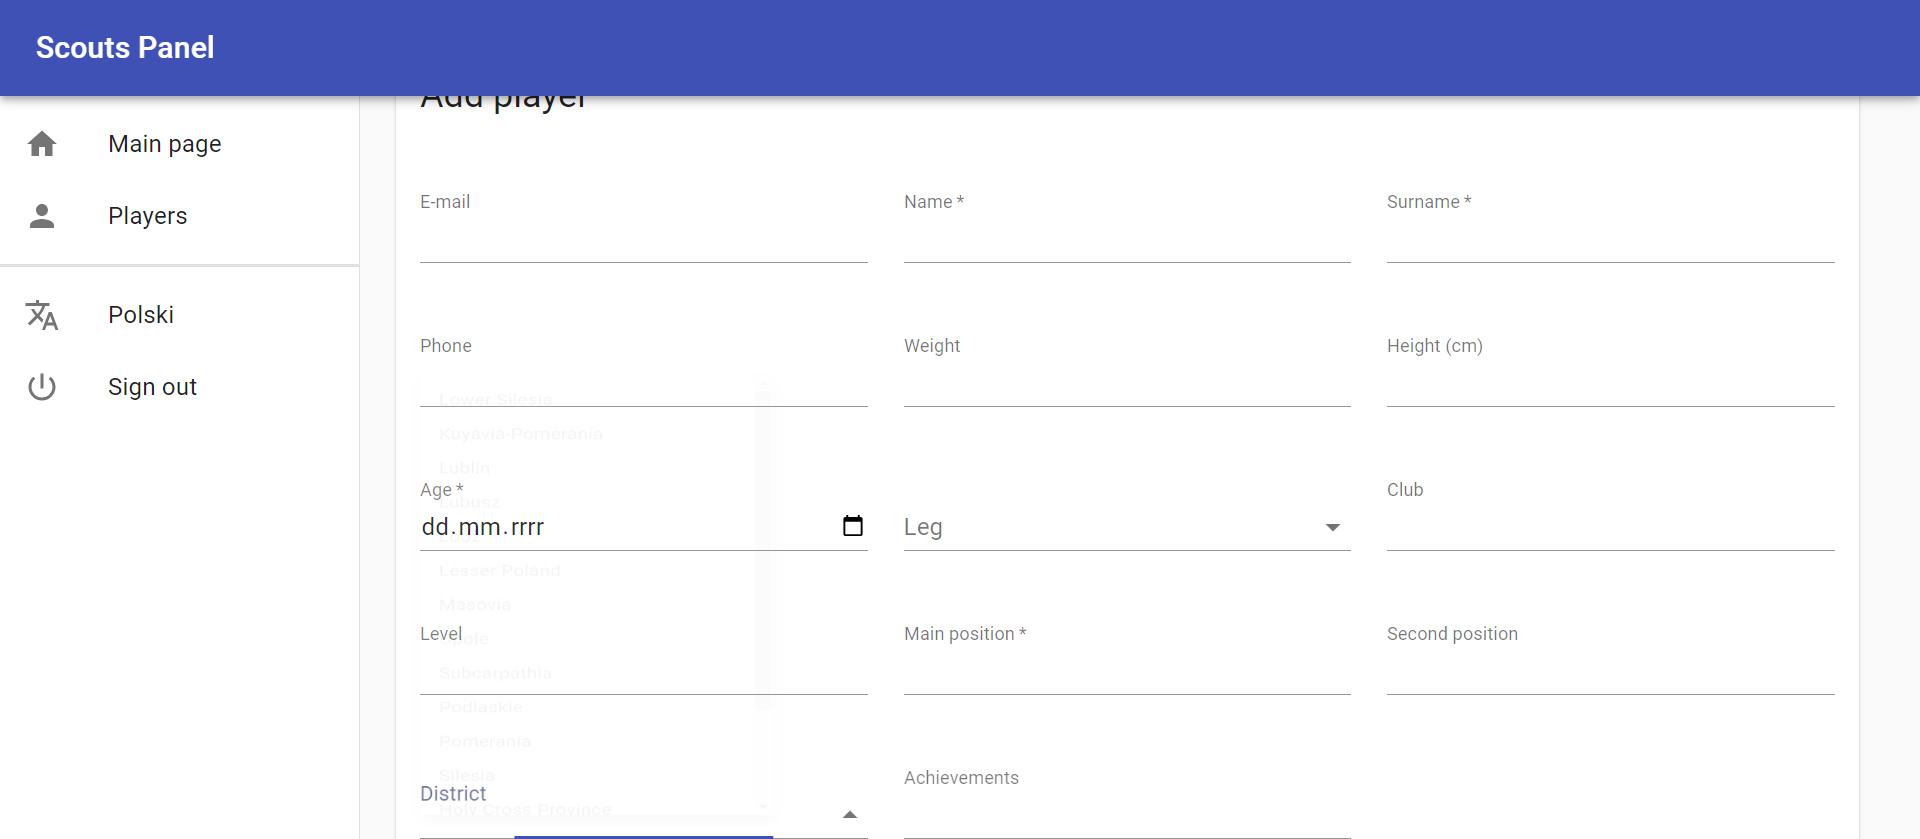 Scouts Panel
Add player
Main page
Players
Polski
Sign out
E-mail
Name *
Surname *
Phone
Weight
Height (cm)
Lower Silesia
Kuyavia-Pomerania
Lublin
Age *
Lubusz
dd.mm.rrrr
Leg
Club
Lesser Poland
Masovia
Level
Opole
Main position *
Second position
Subcarpathia
Podlaskie
Pomerania
Silesia
District
Achievements
Holy Cross Province